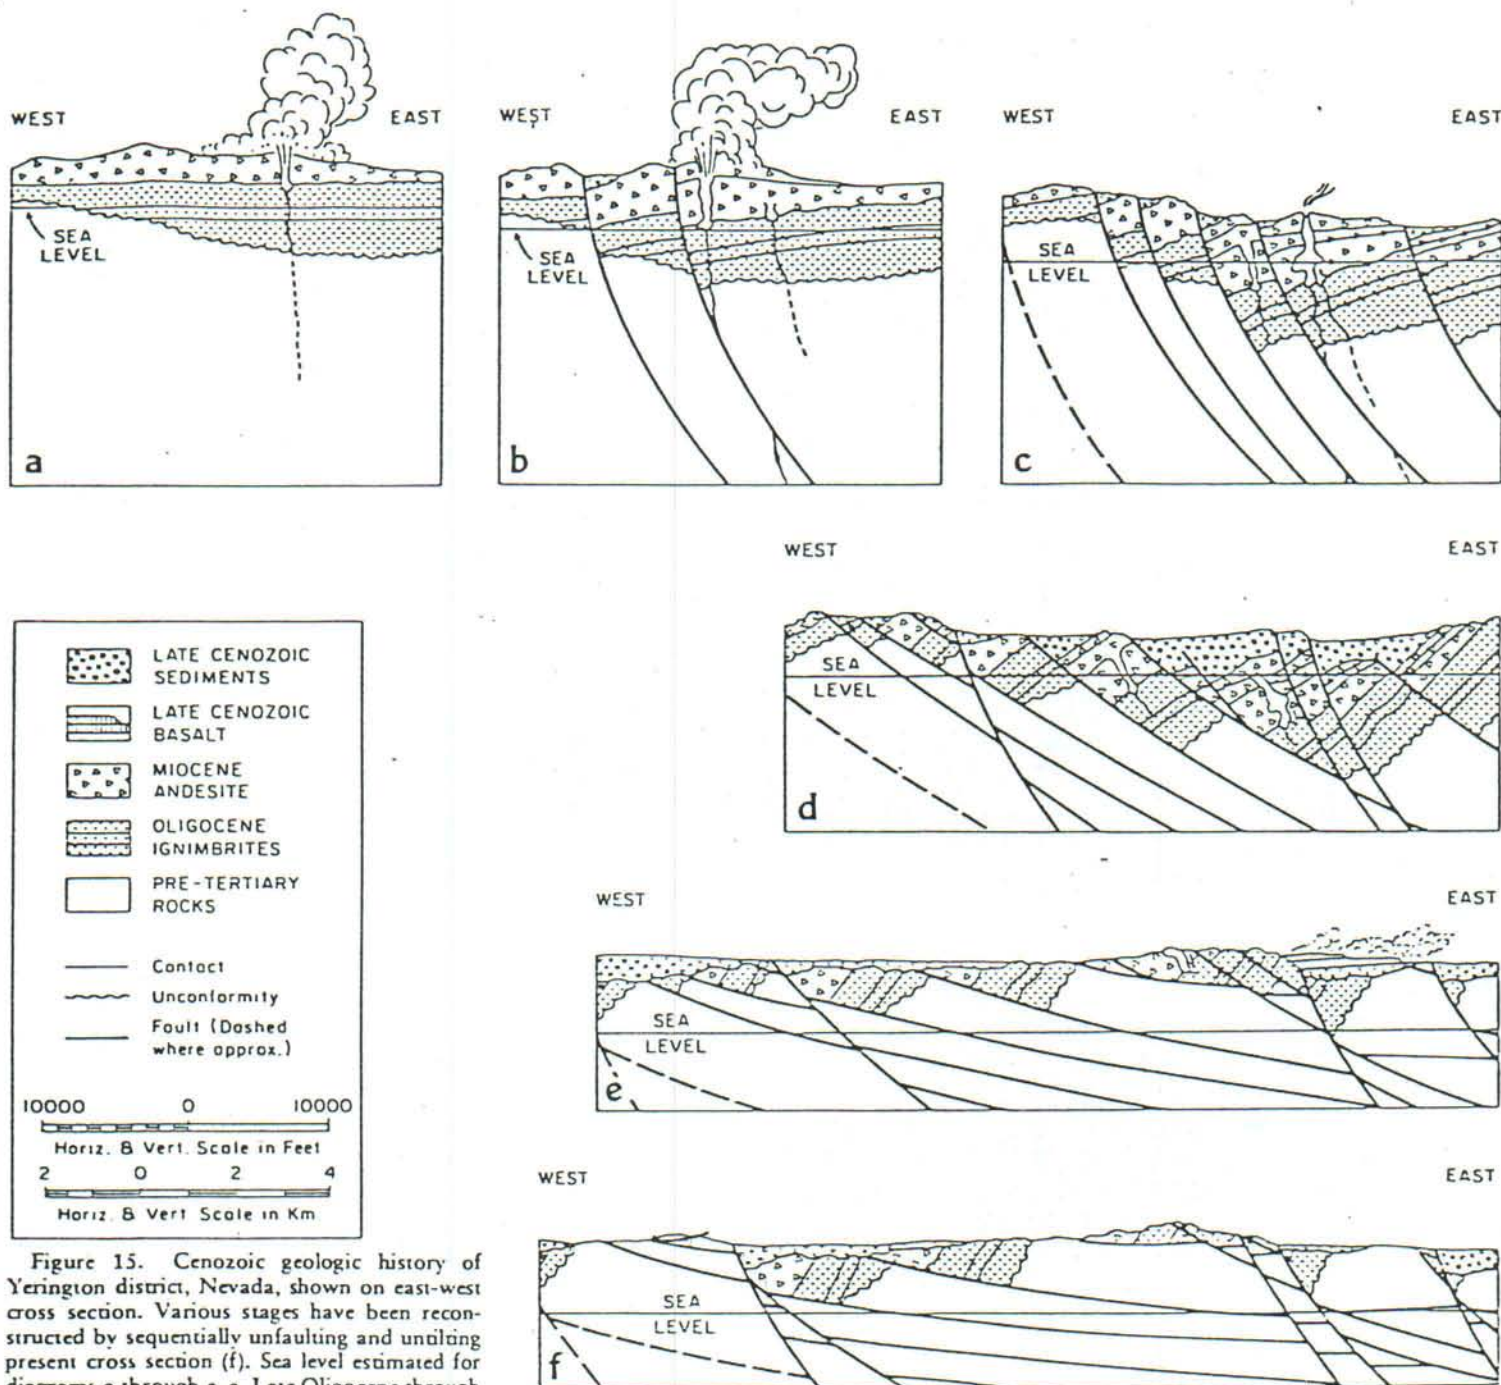 WEST
EAST
SEA
LEVEL
a
WEST
EAST
SEA
LEVEL
b
WEST
EAST
SEA
LEVEL
c
WEST
EAST
SEA
LEVEL
d
LATE CENOZOIC
SEDIMENTS
LATE CENOZOIC
BASALT
MIOCENE
ANDESITE
OLIGOCENE
IGNIMBRITES
PRE-TERTIARY
ROCKS
Contact
Unconformity
Fault (Dashed
where approx.)
10000 0 10000
Horiz. & Vert. Scale in Feet
2 0 2 4
Horiz. & Vert Scale in Km
WEST
EAST
SEA
LEVEL
e
WEST
EAST
SEA
LEVEL
f
Figure 15. Cenozoic geologic history of
Yerington district, Nevada, shown on east-west
cross section. Various stages have been recon-
structed by sequentially unfaulting and untilting
present cross section (f). Sea level estimated for
Late Oligocene through